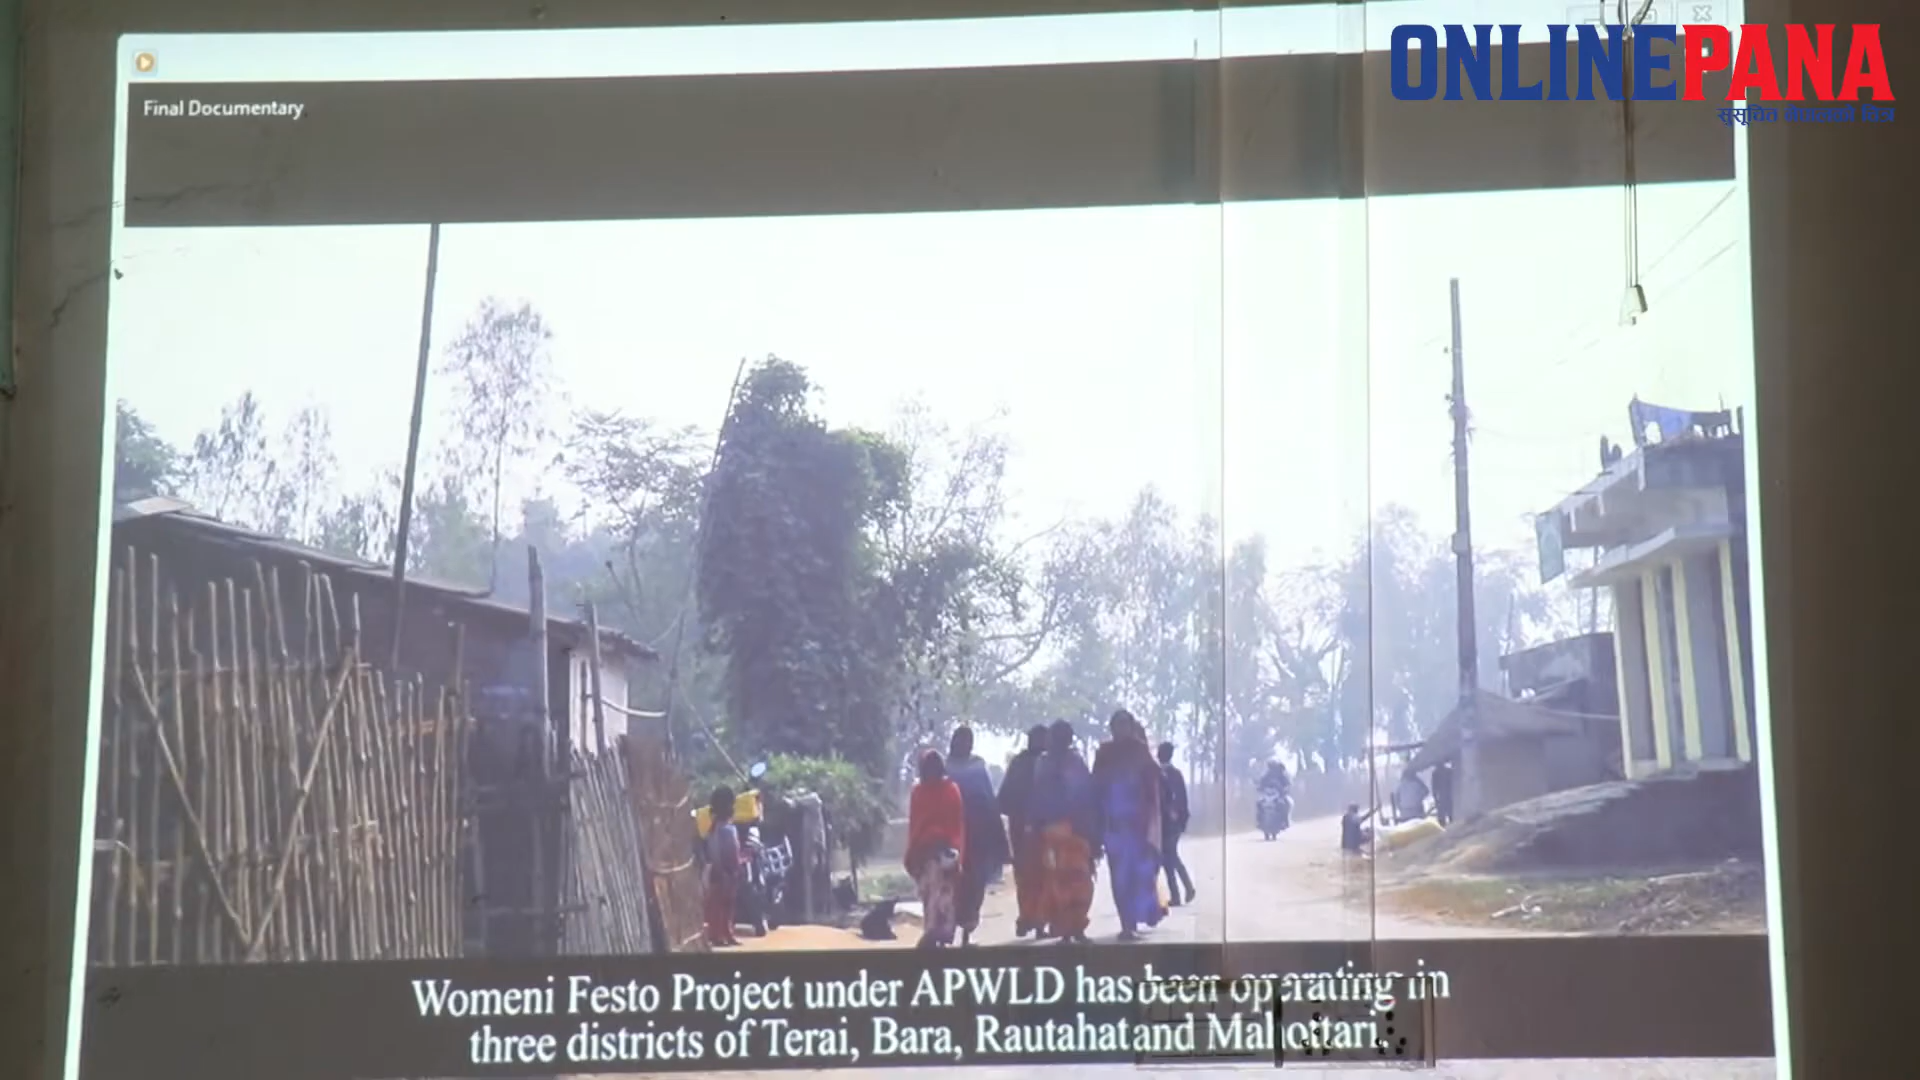 ONLINEPANA
सुसूचित नेपालको चित्र
Final Documentary
Womeni Festo Project under APWLD has been operating in
three districts of Terai, Bara, Rautahat and Mahottari.